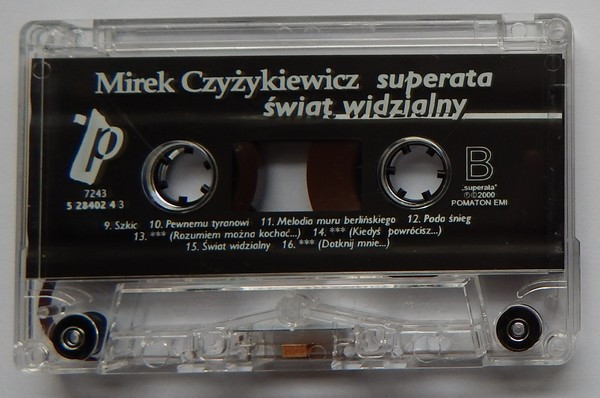 Mirek Czyżykiewicz superata
świat widzialny
p
7243
5 28402 4 3
B
„superata"
Ⓟ©2000
POMATON EMI
9. Szkic 10. Pewnemu tyranowi 11. Melodia muru berlińskiego 12. Pada śnieg
13. *** (Rozumiem można kochać...) 14. *** (Kiedyś powrócisz...)
15. Świat widzialny 16. *** (Dotknij mnie...)